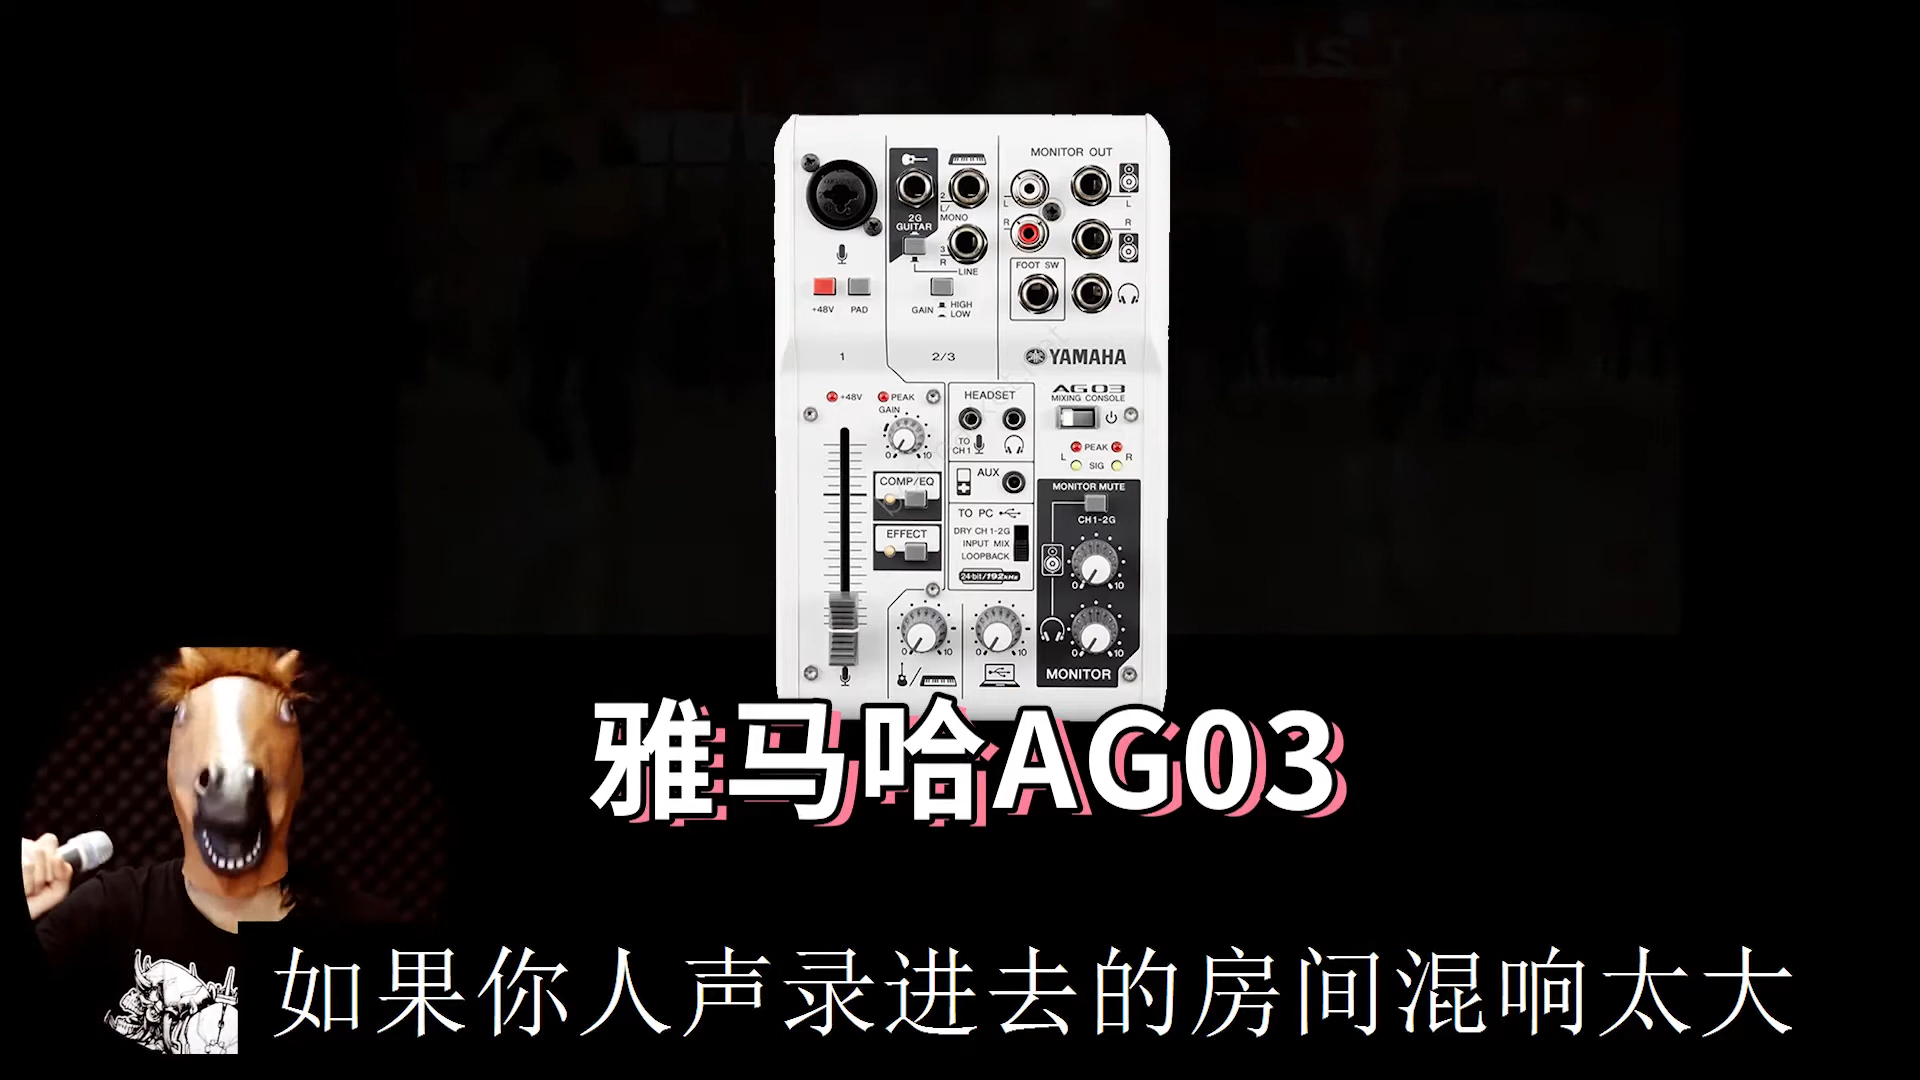 MONITOR OUT
L
R
L
R
2G
GUITAR
2
L/
MONO
3
R
LINE
FOOT SW
+48V
PAD
GAIN
HIGH
LOW
1
2/3
YAMAHA
AG03
MIXING CONSOLE
+48V
PEAK
GAIN
0 10
HEADSET
TO
CH1
AUX
COMP/EQ
EFFECT
TO PC
DRY CH1-2G
INPUT MIX
LOOPBACK
24-bit/192kHz
PEAK
L R
SIG
MONITOR MUTE
CH1-2G
0 10
0 10
0 10
0 10
MONITOR
雅马哈AG03
如果你人声录进去的房间混响太大